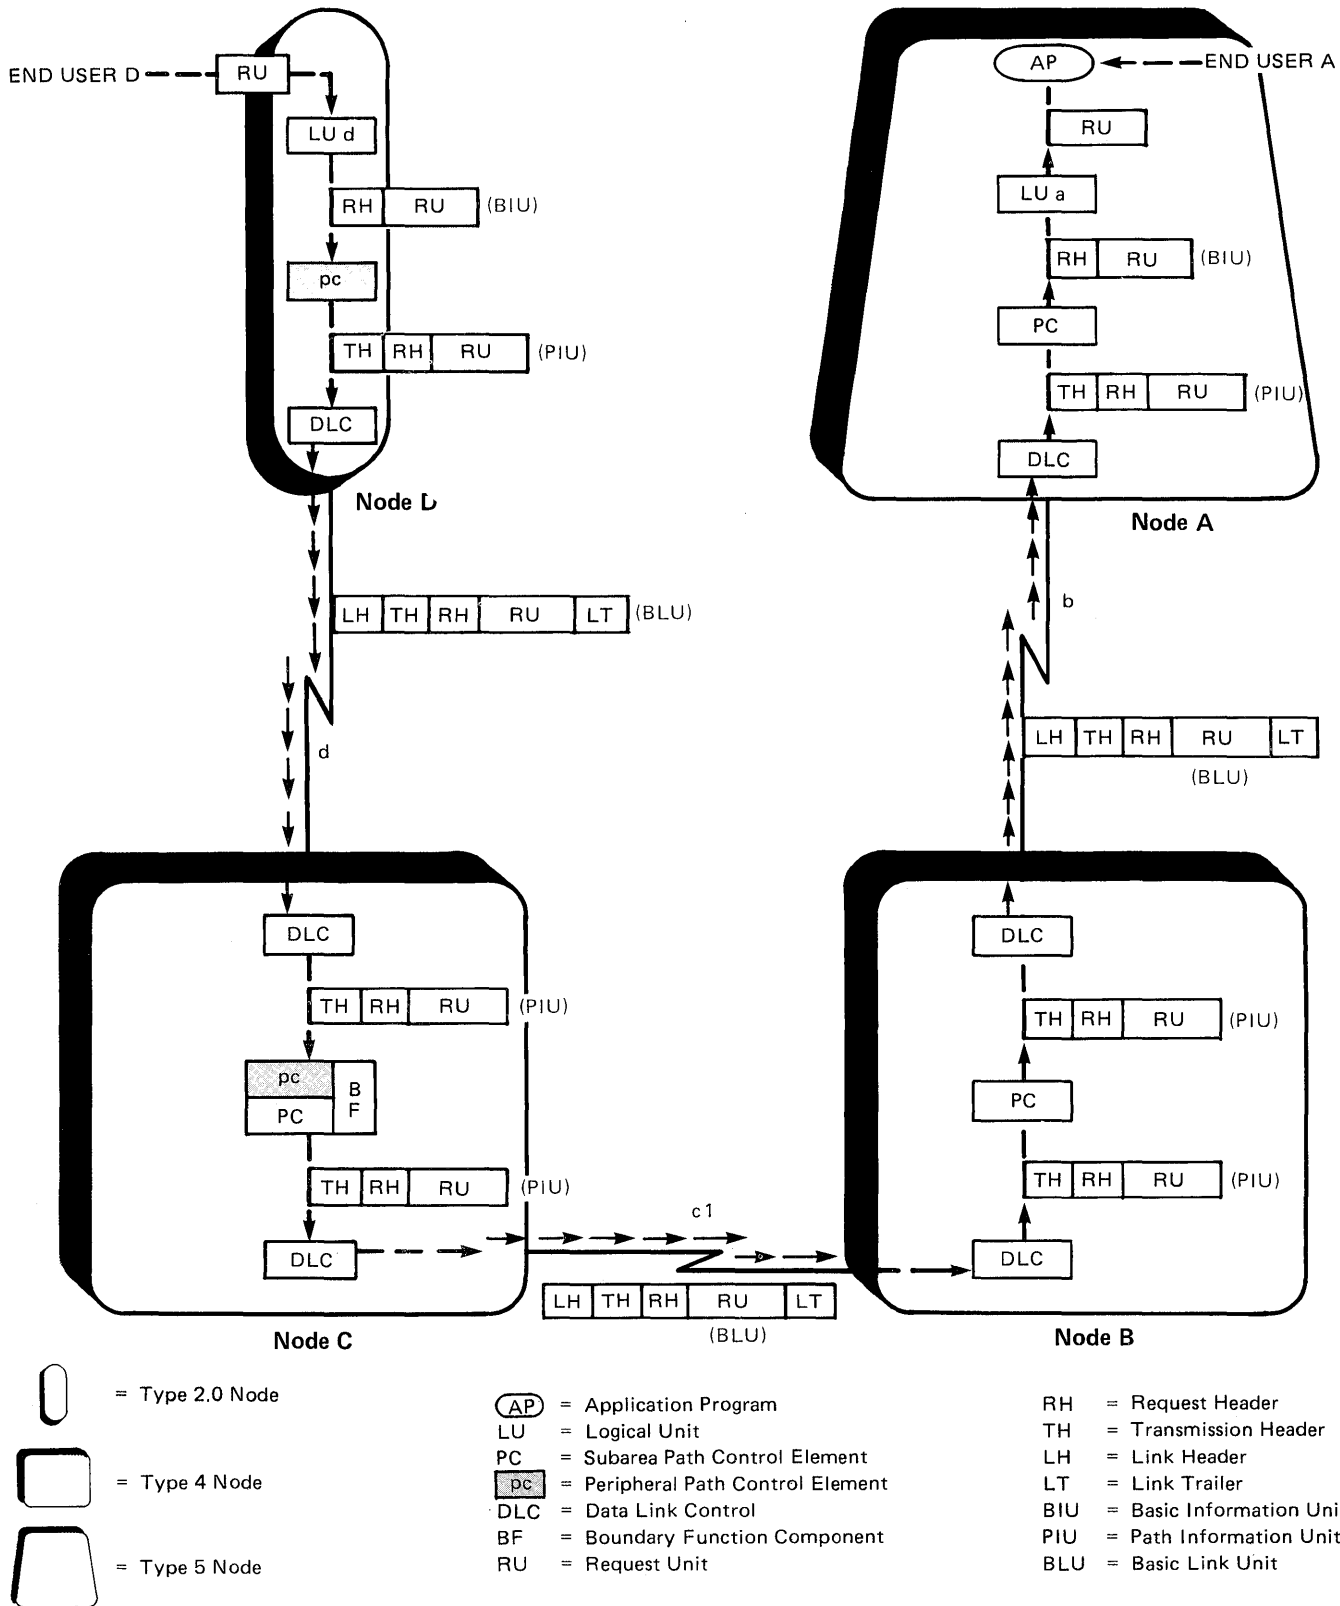 END USER D
RU
LU d
RH RU (BIU)
pc
TH RH RU (PIU)
DLC
Node D
LH TH RH RU LT (BLU)
d
DLC
TH RH RU (PIU)
pc
PC
B
F
TH RH RU (PIU)
DLC
Node C
c1
LH TH RH RU LT
(BLU)
AP
END USER A
RU
LU a
RH RU (BIU)
PC
TH RH RU (PIU)
DLC
Node A
b
LH TH RH RU LT
(BLU)
DLC
TH RH RU (PIU)
PC
TH RH RU (PIU)
DLC
Node B
= Type 2.0 Node
= Type 4 Node
= Type 5 Node
AP = Application Program
LU = Logical Unit
PC = Subarea Path Control Element
pc = Peripheral Path Control Element
DLC = Data Link Control
BF = Boundary Function Component
RU = Request Unit
RH = Request Header
TH = Transmission Header
LH = Link Header
LT = Link Trailer
BIU = Basic Information Uni
PIU = Path Information Unit
BLU = Basic Link Unit